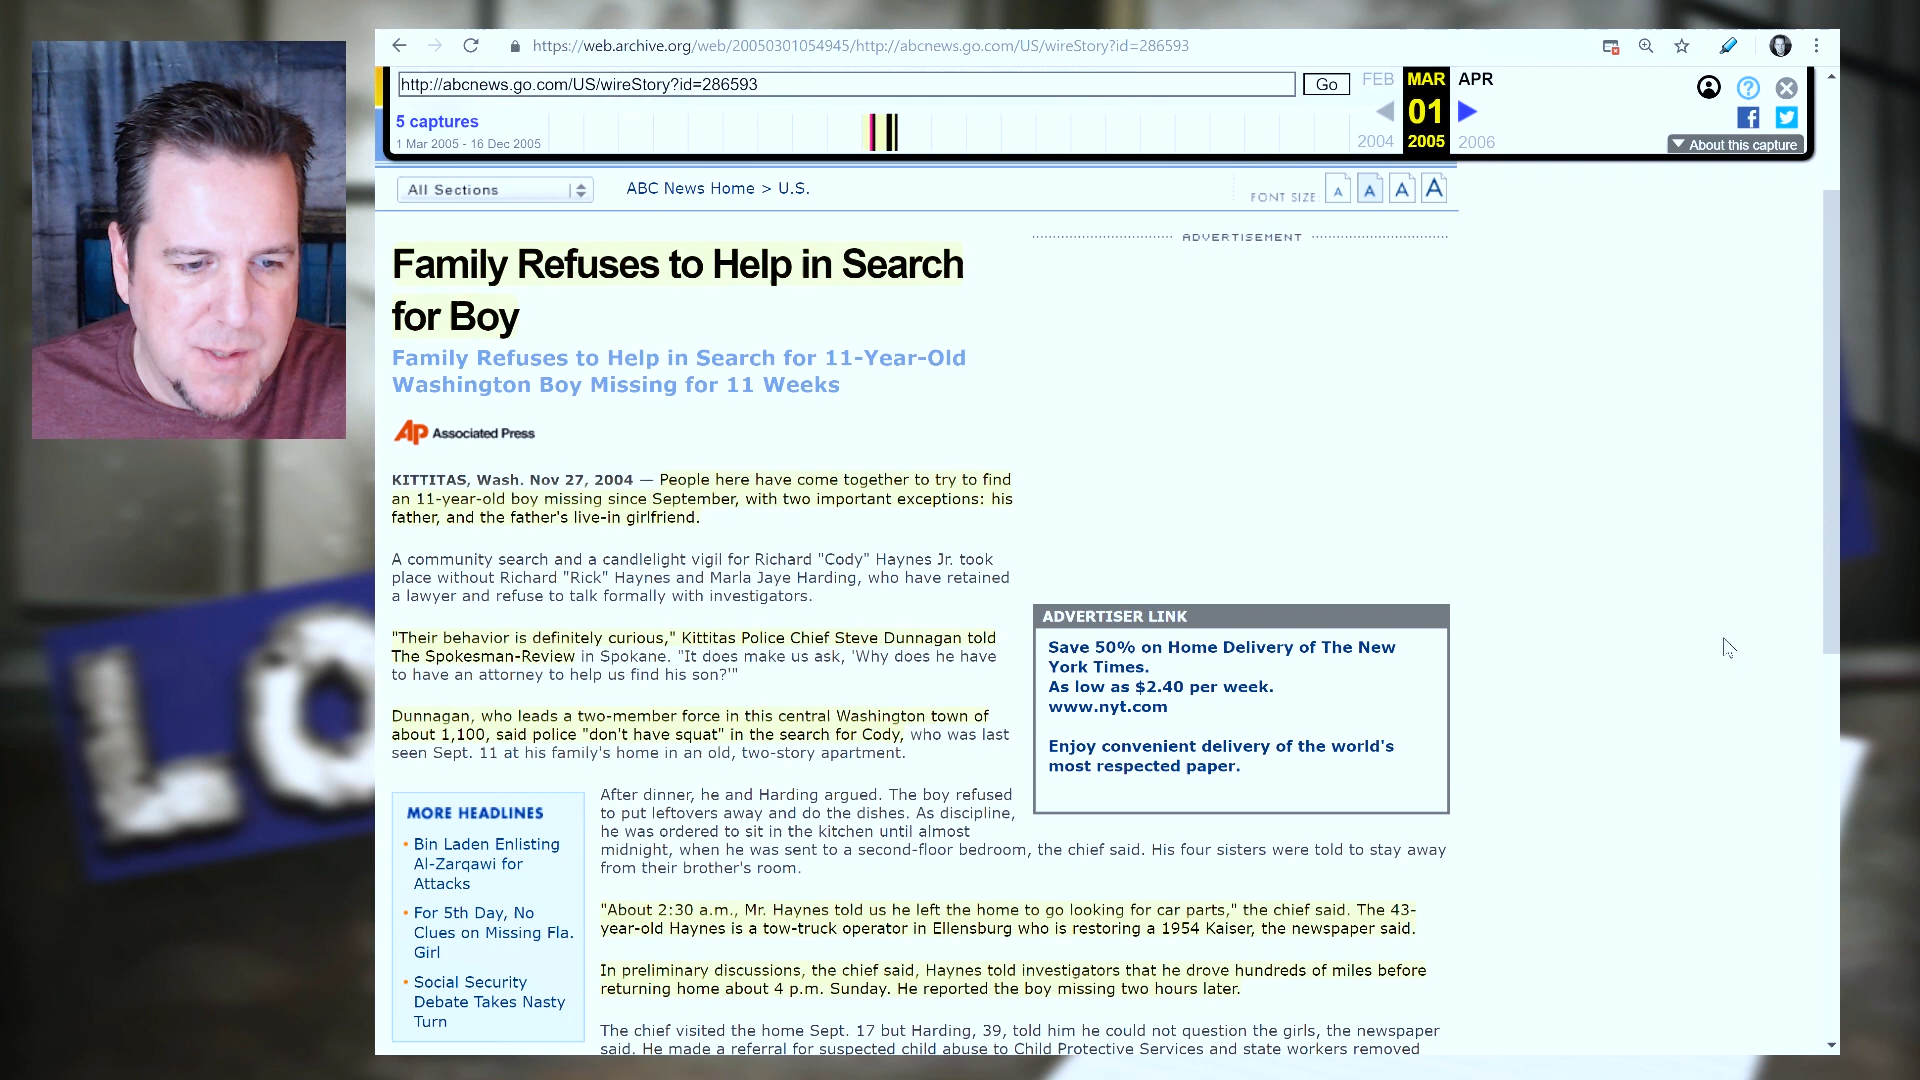 https://web.archive.org/web/20050301054945/http://abcnews.go.com/US/wireStory?id=286593
http://abcnews.go.com/US/wireStory?id=286593
Go
FEB MAR APR
5 captures
01
1 Mar 2005 - 16 Dec 2005
2004 2005 2006
About this capture
All Sections
ABC News Home > U.S.
FONT SIZE A A A A
ADVERTISEMENT
Family Refuses to Help in Search
for Boy
Family Refuses to Help in Search for 11-Year-Old
Washington Boy Missing for 11 Weeks
AP Associated Press
KITTITAS, Wash. Nov 27, 2004 — People here have come together to try to find
an 11-year-old boy missing since September, with two important exceptions: his
father, and the father's live-in girlfriend.
A community search and a candlelight vigil for Richard "Cody" Haynes Jr. took
place without Richard "Rick" Haynes and Marla Jaye Harding, who have retained
a lawyer and refuse to talk formally with investigators.
"Their behavior is definitely curious," Kittitas Police Chief Steve Dunnagan told
The Spokesman-Review in Spokane. "It does make us ask, 'Why does he have
to have an attorney to help us find his son?'"
Dunnagan, who leads a two-member force in this central Washington town of
about 1,100, said police "don't have squat" in the search for Cody, who was last
seen Sept. 11 at his family's home in an old, two-story apartment.
ADVERTISER LINK
Save 50% on Home Delivery of The New
York Times.
As low as $2.40 per week.
www.nyt.com
Enjoy convenient delivery of the world's
most respected paper.
MORE HEADLINES
• Bin Laden Enlisting
Al-Zarqawi for
Attacks
• For 5th Day, No
Clues on Missing Fla.
Girl
• Social Security
Debate Takes Nasty
Turn
After dinner, he and Harding argued. The boy refused
to put leftovers away and do the dishes. As discipline,
he was ordered to sit in the kitchen until almost
midnight, when he was sent to a second-floor bedroom, the chief said. His four sisters were told to stay away
from their brother's room.
"About 2:30 a.m., Mr. Haynes told us he left the home to go looking for car parts," the chief said. The 43-
year-old Haynes is a tow-truck operator in Ellensburg who is restoring a 1954 Kaiser, the newspaper said.
In preliminary discussions, the chief said, Haynes told investigators that he drove hundreds of miles before
returning home about 4 p.m. Sunday. He reported the boy missing two hours later.
The chief visited the home Sept. 17 but Harding, 39, told him he could not question the girls, the newspaper
said. He made a referral for suspected child abuse to Child Protective Services and state workers removed
LO